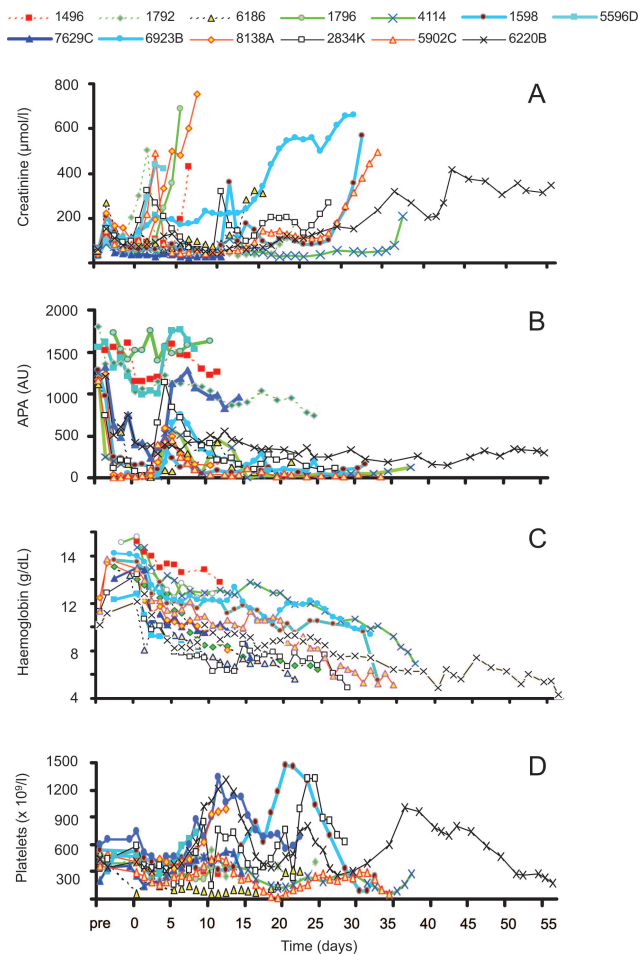 1496 1792 6186 1796 4114 1598 5596D
7629C 6923B 8138A 2834K 5902C 6220B
A
Creatinine (μmol/l)
800
600
400
200
B
APA (AU)
2000
1500
1000
500
0
C
Haemoglobin (g/dL)
14
12
8
4
D
Platelets (x 10⁹/l)
1500
1200
900
600
300
pre 0 5 10 15 20 25 30 35 40 45 50 55
Time (days)